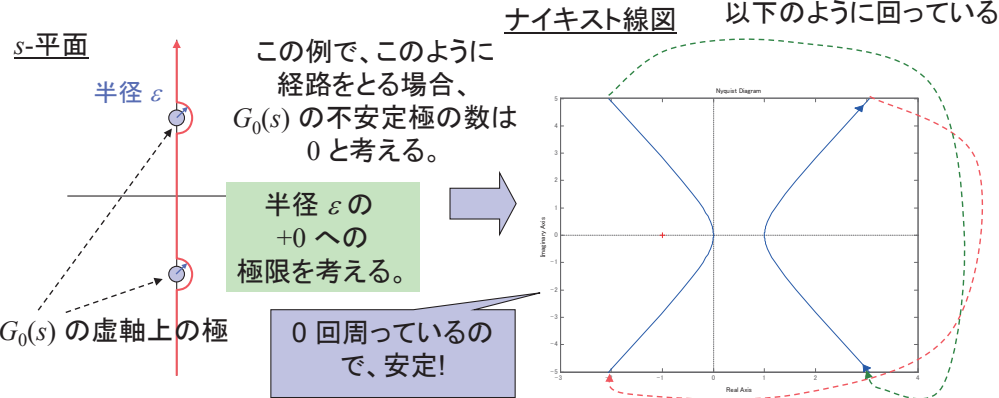 ナイキスト線図
以下のように回っている
s-平面
半径 ε
この例で、このように
経路をとる場合、
G₀(s) の不安定極の数は
0 と考える。
半径 ε の
+0 への
極限を考える。
G₀(s) の虚軸上の極
0 回周っているの
で、安定!
Nyquist Diagram
Imaginary Axis
5
4
3
2
1
0
-1
-2
-3
-4
-5
-3
-2
-1
0
1
2
3
4
Real Axis